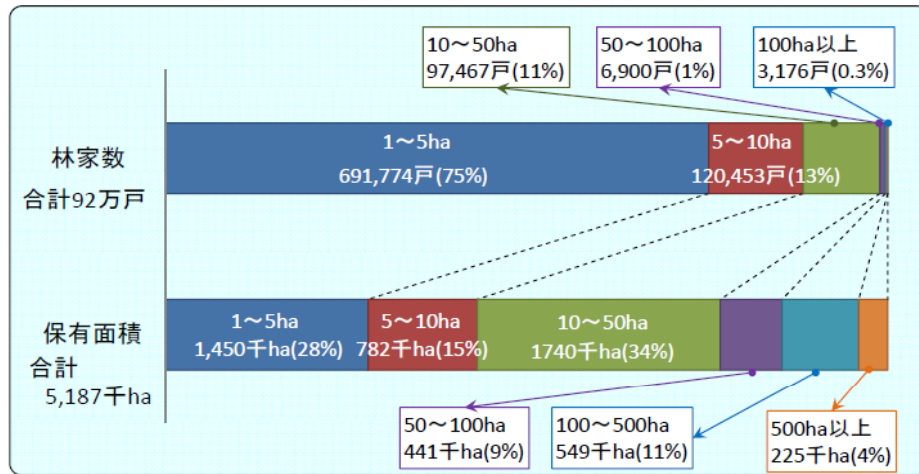 10～50ha
97,467戸(11%)
50～100ha
6,900戸(1%)
100ha以上
3,176戸(0.3%)
林家数
合計92万戸
1～5ha
691,774戸(75%)
5～10ha
120,453戸(13%)
保有面積
合計
5,187千ha
1～5ha
1,450千ha(28%)
5～10ha
782千ha(15%)
10～50ha
1740千ha(34%)
50～100ha
441千ha(9%)
100～500ha
549千ha(11%)
500ha以上
225千ha(4%)